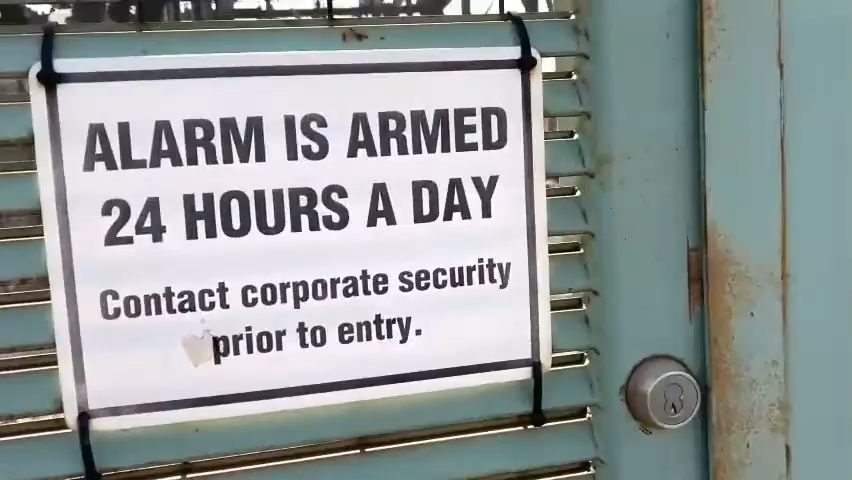 ALARM IS ARMED
24 HOURS A DAY
Contact corporate security
prior to entry.